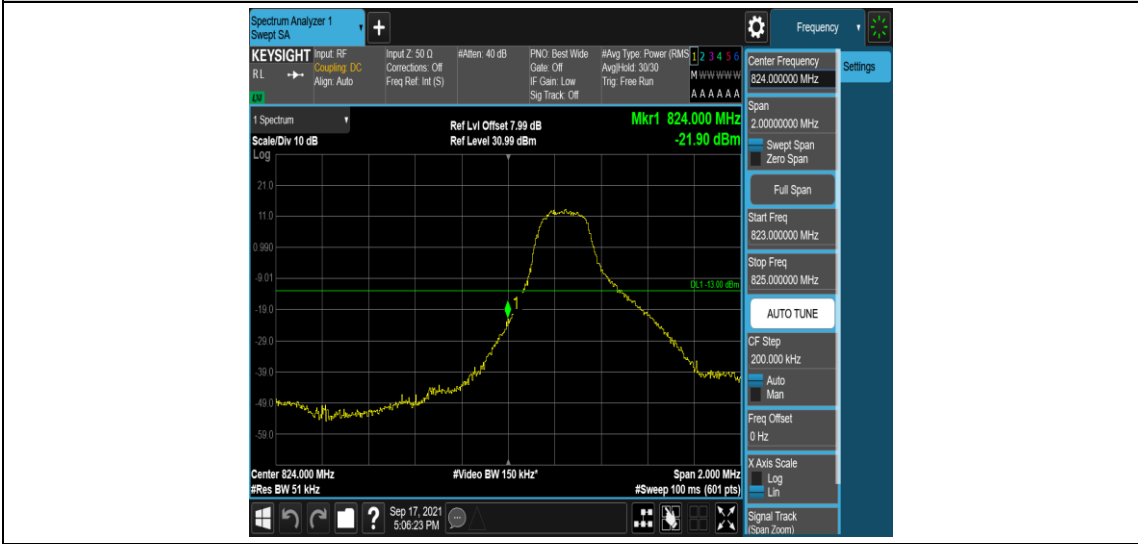 Spectrum Analyzer 1
Swept SA
+
Frequency
KEYSIGHT
Input: RF
Coupling: DC
Align: Auto
RL
LXI
Input Z: 50 Ω
Corrections: Off
Freq Ref: Int (S)
#Atten: 40 dB
PNO: Best Wide
Gate: Off
IF Gain: Low
Sig Track: Off
#Avg Type: Power (RMS
Avg|Hold: 30/30
Trig: Free Run
1 2 3 4 5 6
M W W W W W
A A A A A A
1 Spectrum
Scale/Div 10 dB
Log
Ref Lvl Offset 7.99 dB
Ref Level 30.99 dBm
Mkr1 824.000 MHz
-21.90 dBm
21.0
11.0
0.990
-9.01
DL1 -13.00 dBm
1
-19.0
-29.0
-39.0
-49.0
-59.0
Center 824.000 MHz
#Video BW 150 kHz*
Span 2.000 MHz
#Res BW 51 kHz
#Sweep 100 ms (601 pts)
?
Sep 17, 2021
5:06:23 PM
Center Frequency
824.000000 MHz
Settings
Span
2.00000000 MHz
Swept Span
Zero Span
Full Span
Start Freq
823.000000 MHz
Stop Freq
825.000000 MHz
AUTO TUNE
CF Step
200.000 kHz
Auto
Man
Freq Offset
0 Hz
X Axis Scale
Log
Lin
Signal Track
(Span Zoom)